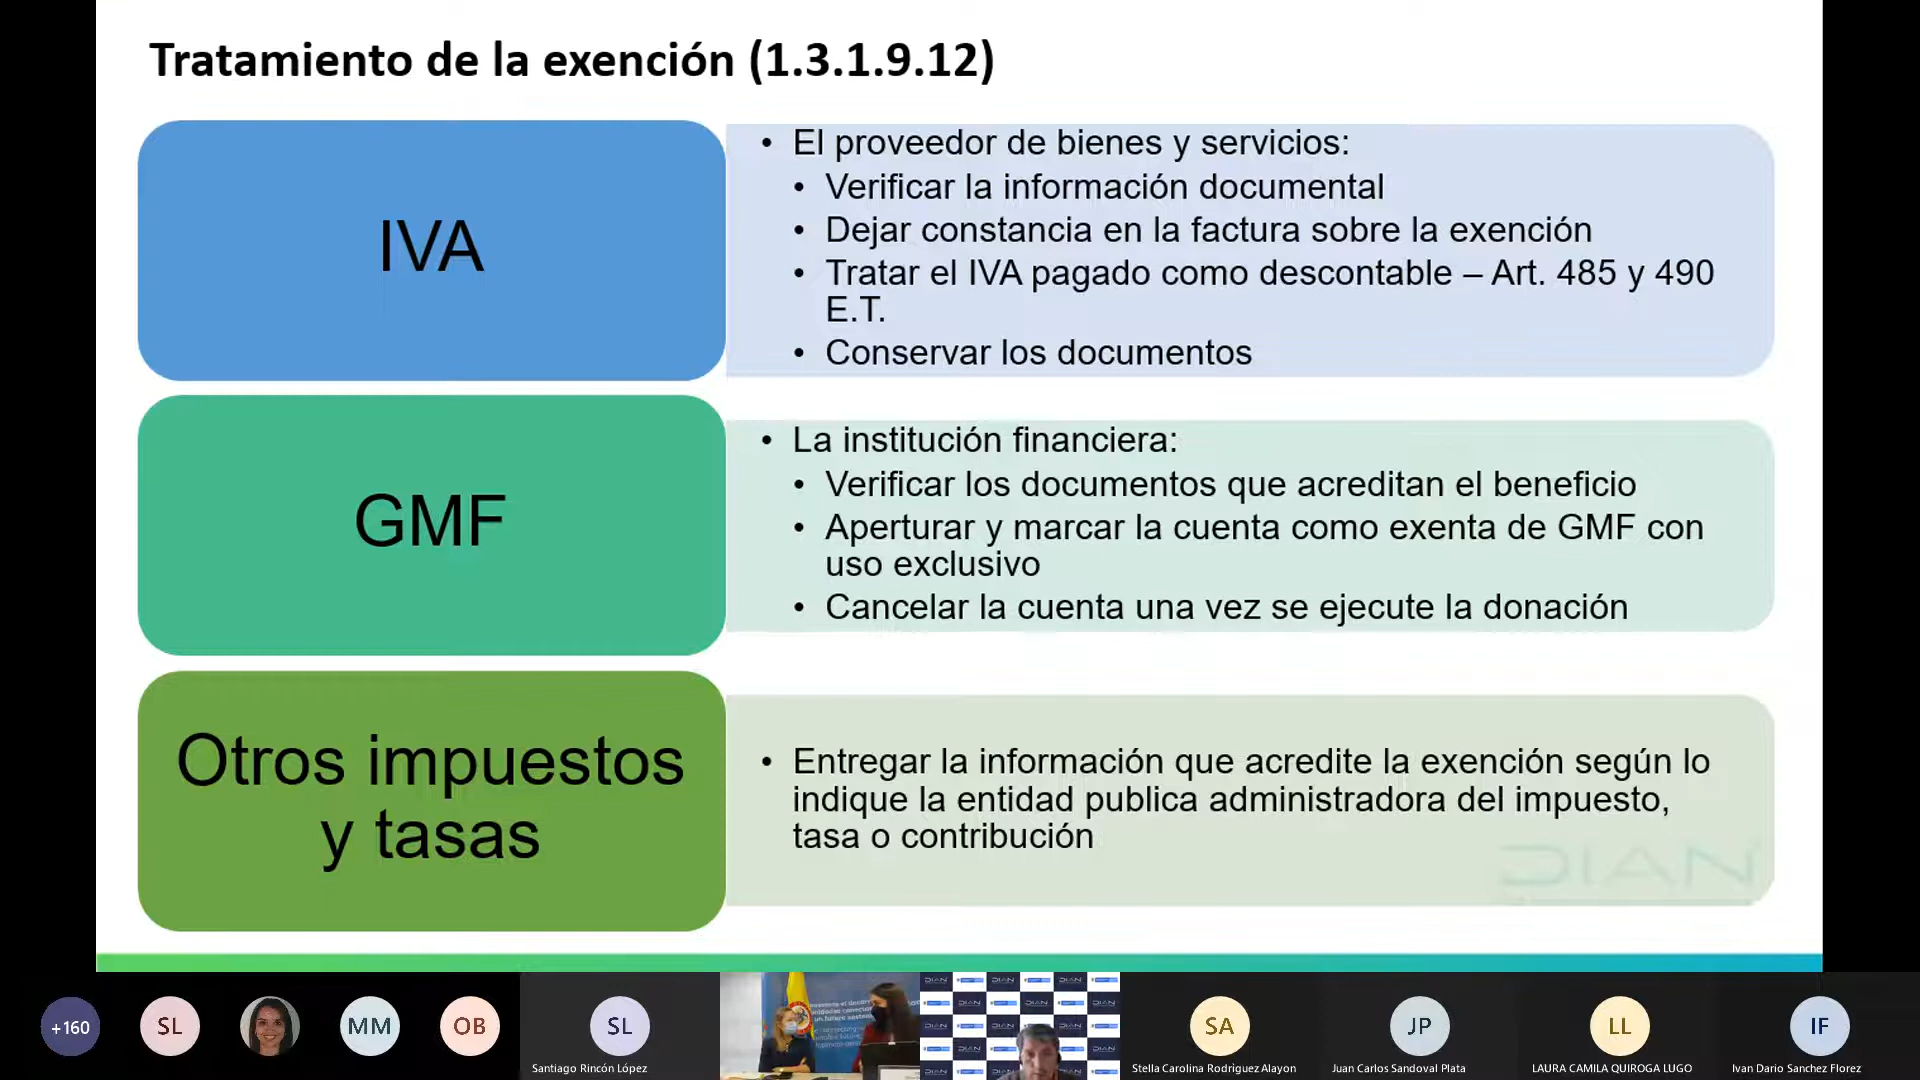 Tratamiento de la exención (1.3.1.9.12)
IVA
• El proveedor de bienes y servicios:
• Verificar la información documental
• Dejar constancia en la factura sobre la exención
• Tratar el IVA pagado como descontable – Art. 485 y 490
E.T.
• Conservar los documentos
GMF
• La institución financiera:
• Verificar los documentos que acreditan el beneficio
• Aperturar y marcar la cuenta como exenta de GMF con
uso exclusivo
• Cancelar la cuenta una vez se ejecute la donación
Otros impuestos
y tasas
• Entregar la información que acredite la exención según lo
indique la entidad publica administradora del impuesto,
tasa o contribución
DIAN
+160
SL
MM
OB
SL
Santiago Rincón López
DIAN
SA
Stella Carolina Rodriguez Alayon
JP
Juan Carlos Sandoval Plata
LL
LAURA CAMILA QUIROGA LUGO
IF
Ivan Dario Sanchez Florez